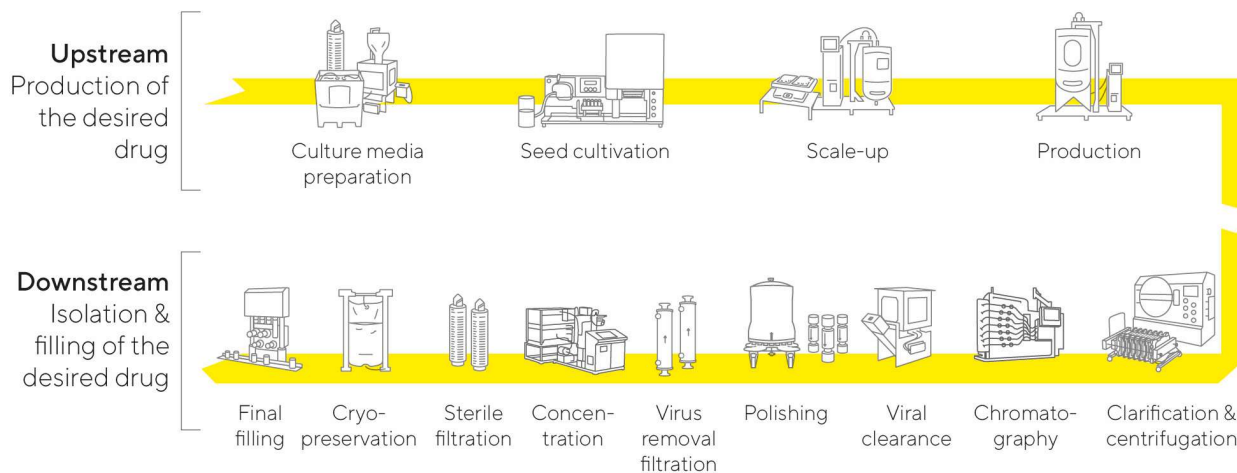 Upstream
Production of
the desired
drug
Culture media
preparation
Seed cultivation
Scale-up
Production
Downstream
Isolation &
filling of the
desired drug
Final
filling
Cryo-
preservation
Sterile
filtration
Concen-
tration
Virus
removal
filtration
Polishing
Viral
clearance
Chromato-
graphy
Clarification &
centrifugation